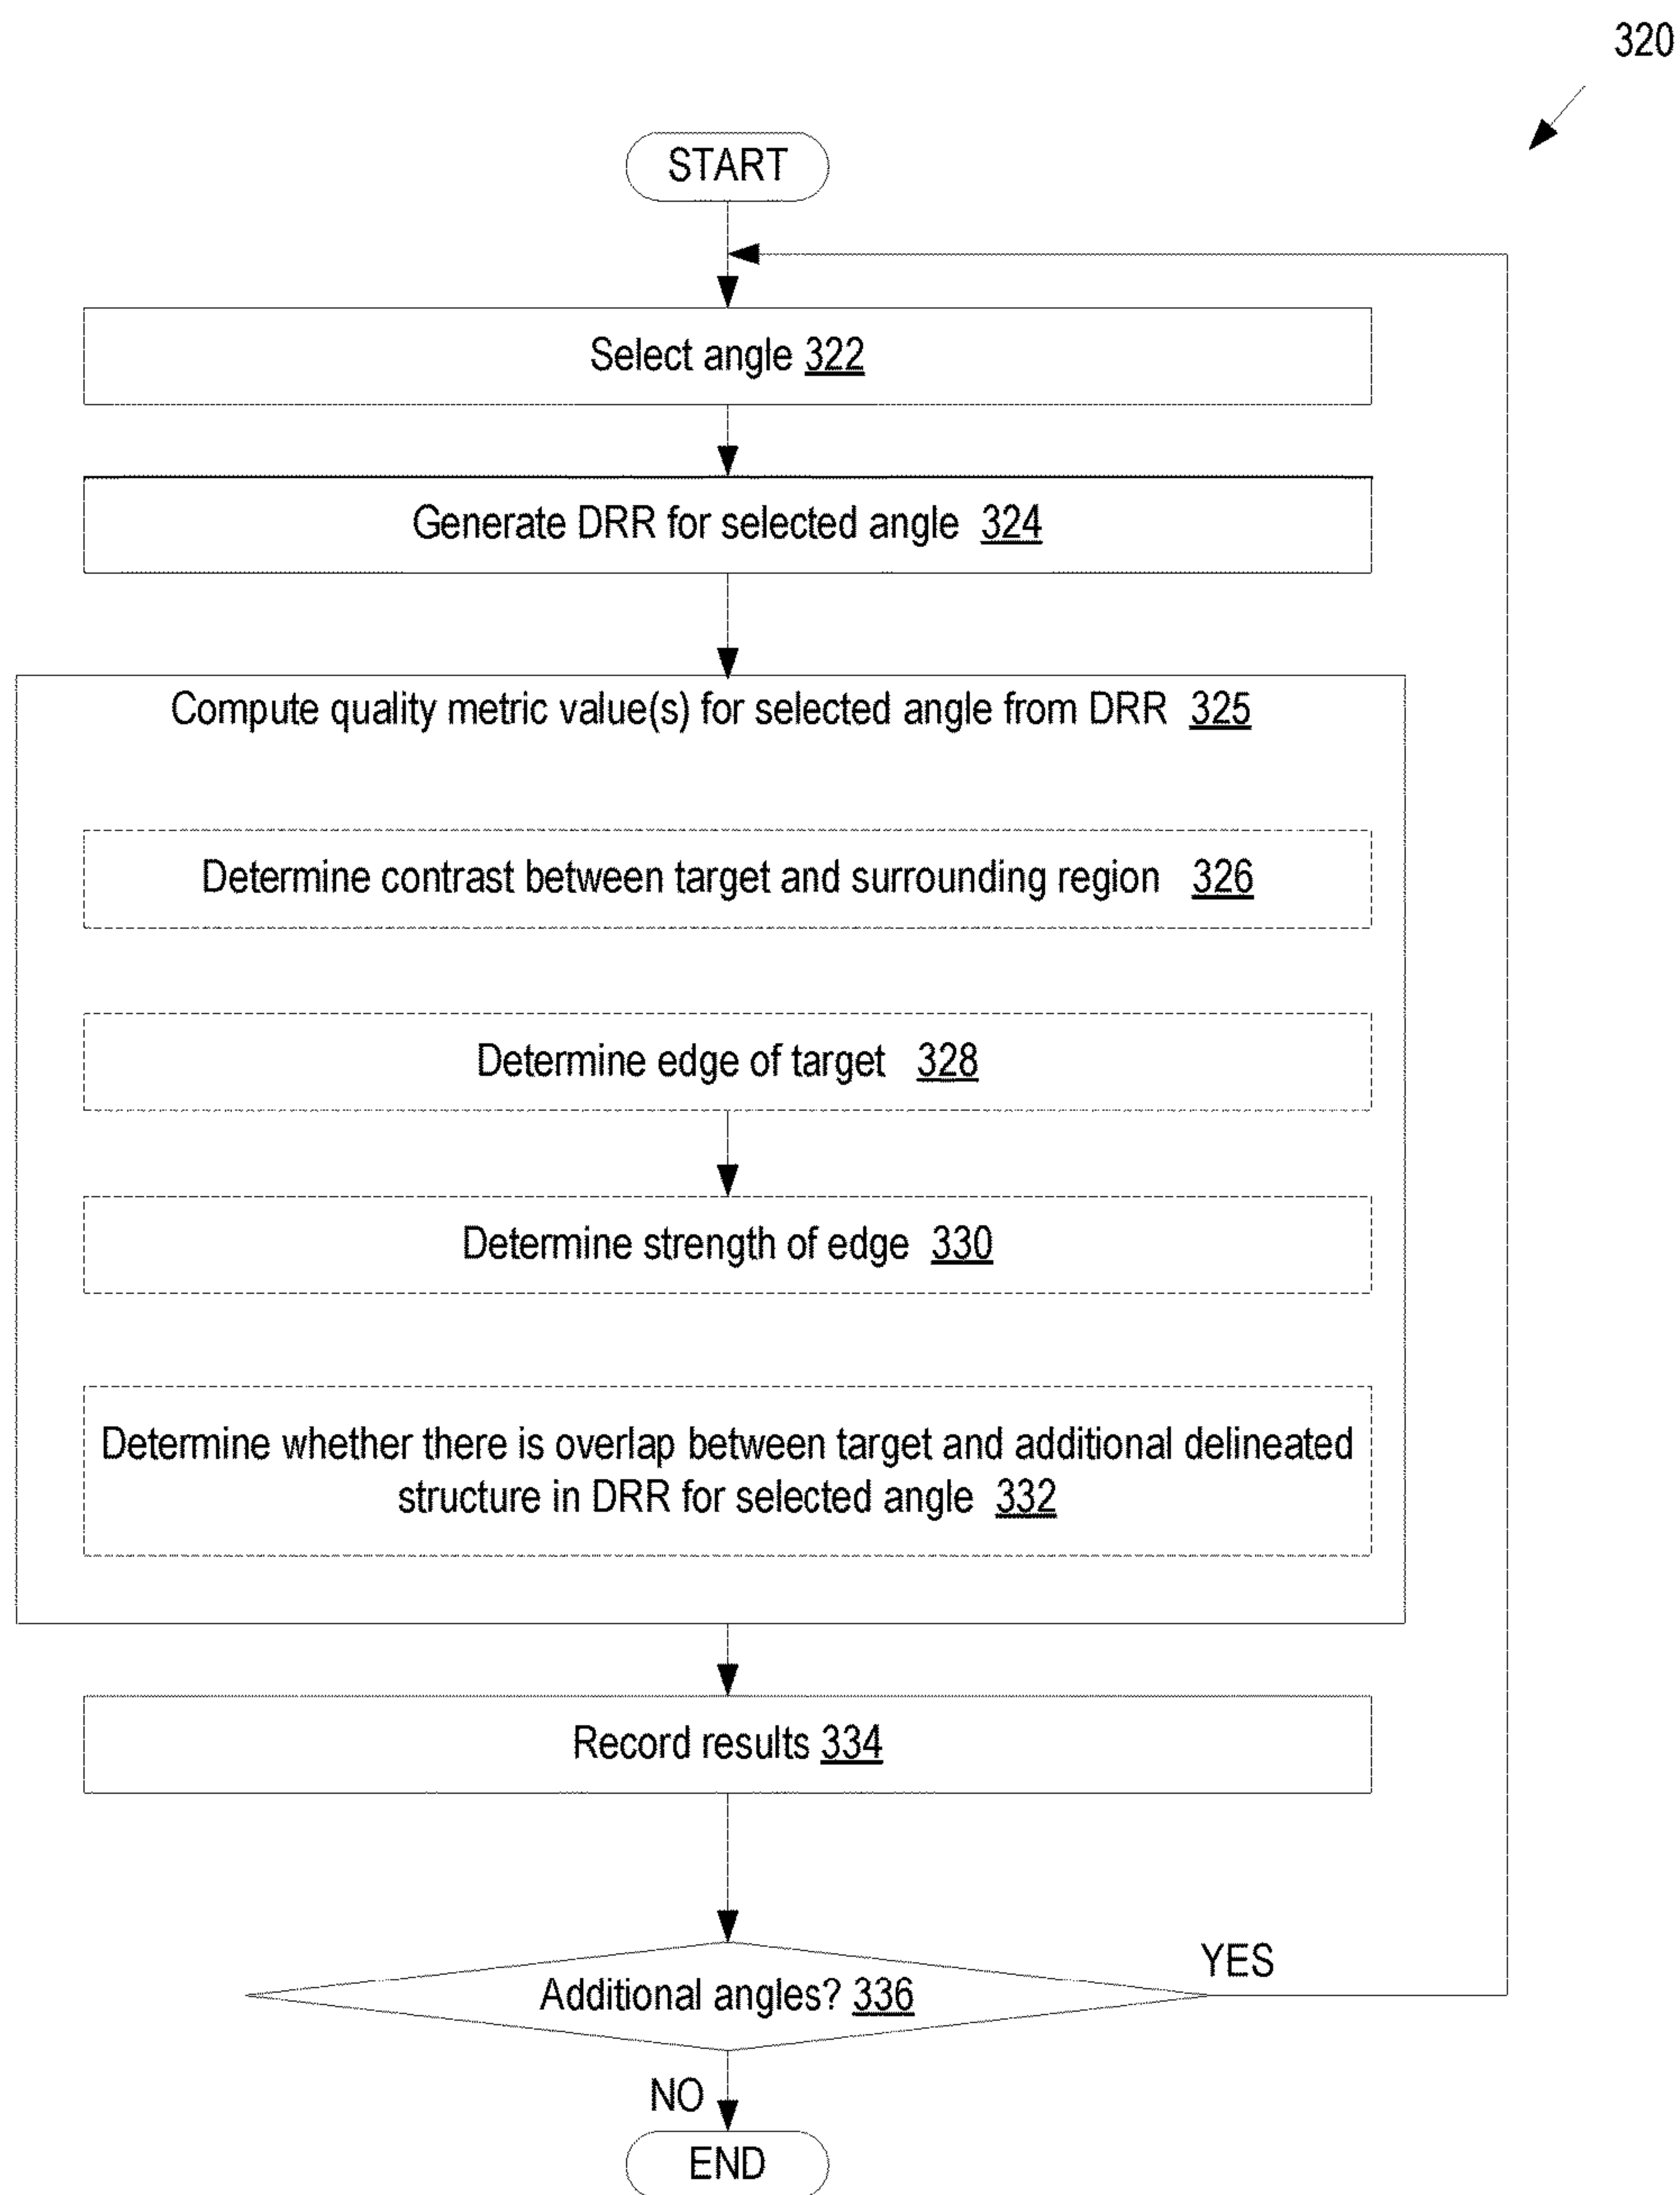 320
START
Select angle 322
Generate DRR for selected angle 324
Compute quality metric value(s) for selected angle from DRR 325
Determine contrast between target and surrounding region 326
Determine edge of target 328
Determine strength of edge 330
Determine whether there is overlap between target and additional delineated
structure in DRR for selected angle 332
Record results 334
Additional angles? 336
YES
NO
END